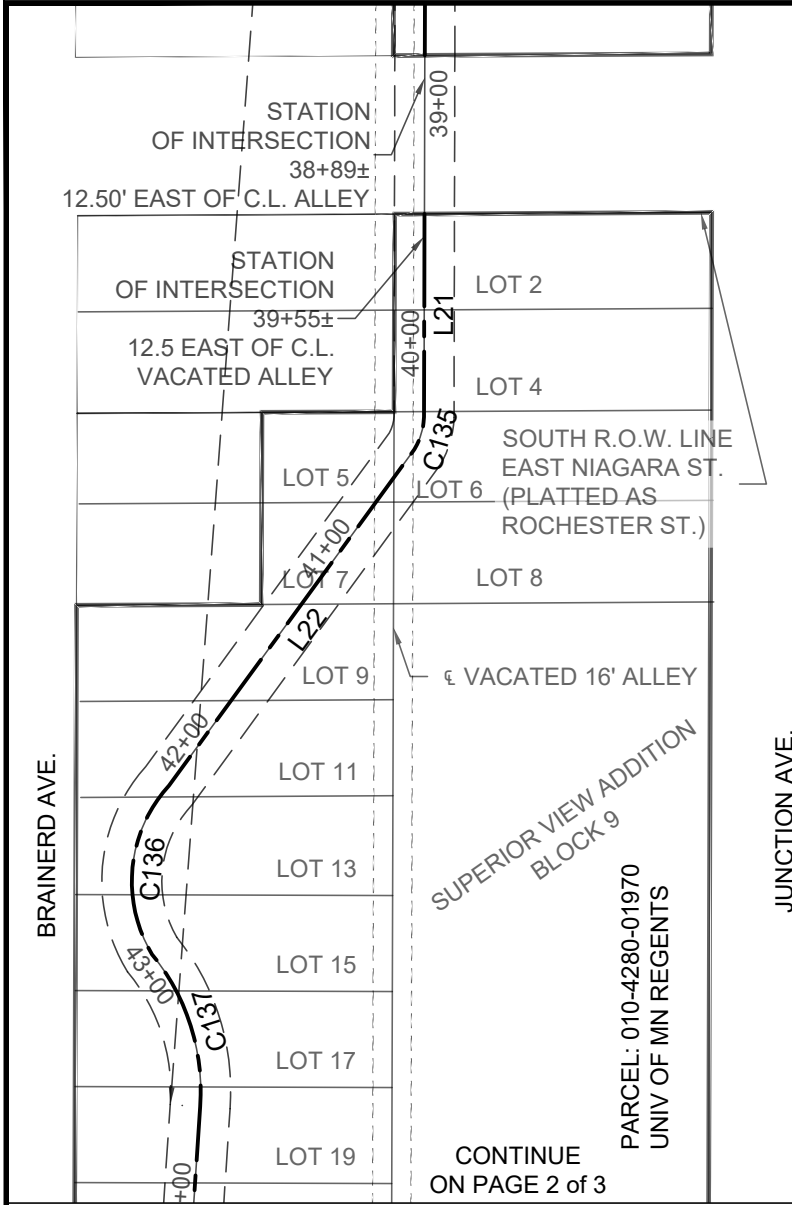 STATION
OF INTERSECTION
38+89±
12.50' EAST OF C.L. ALLEY
39+00
STATION
OF INTERSECTION
39+55±
12.5 EAST OF C.L.
VACATED ALLEY
LOT 2
L21
40+00
LOT 4
C135
SOUTH R.O.W. LINE
EAST NIAGARA ST.
(PLATTED AS
ROCHESTER ST.)
LOT 5
LOT 6
41+00
LOT 7
LOT 8
L22
LOT 9
℄ VACATED 16' ALLEY
42+00
LOT 11
BRAINERD AVE.
JUNCTION AVE.
SUPERIOR VIEW ADDITION
BLOCK 9
C136
LOT 13
43+00
LOT 15
C137
LOT 17
PARCEL: 010-4280-01970
UNIV OF MN REGENTS
LOT 19
+00
CONTINUE
ON PAGE 2 of 3